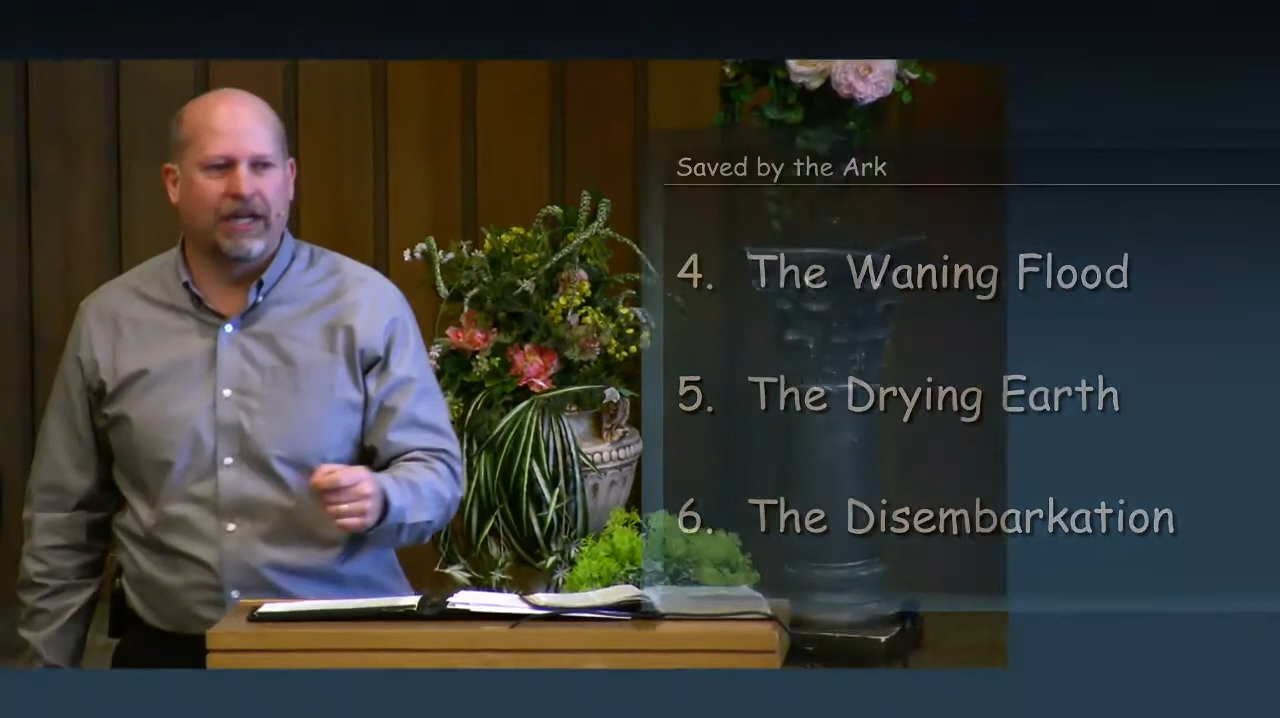 Saved by the Ark
4. The Waning Flood
5. The Drying Earth
6. The Disembarkation